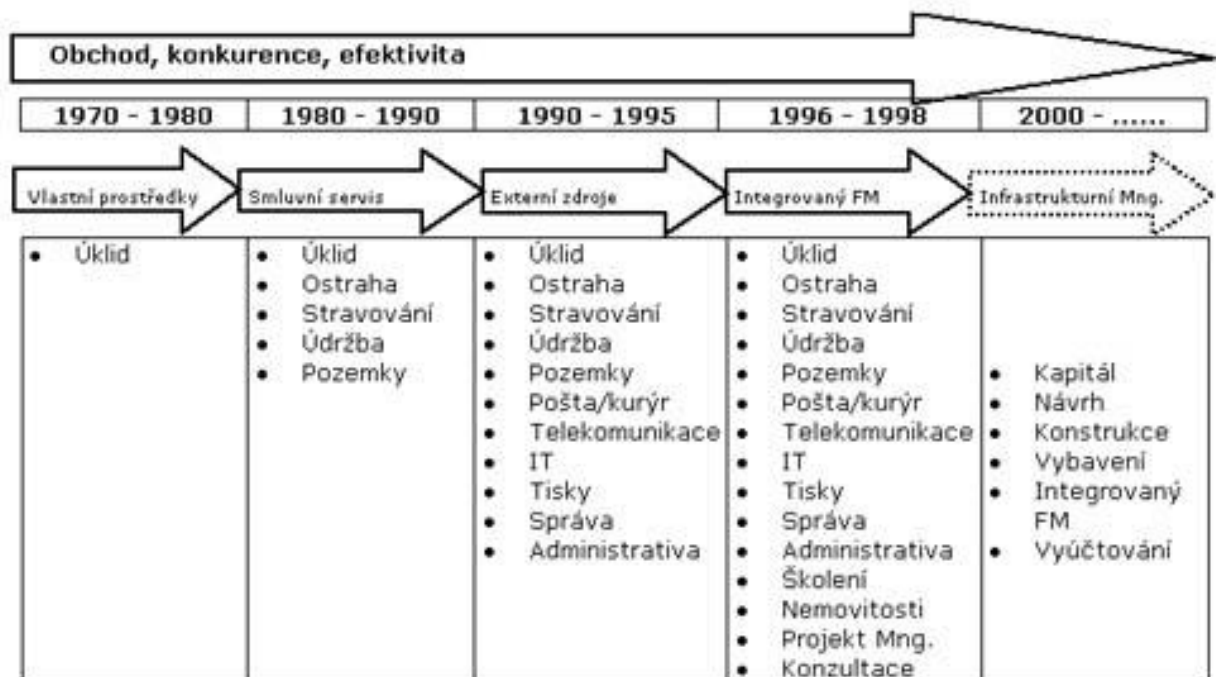 Obchod, konkurence, efektivita
1970 - 1980
1980 - 1990
1990 - 1995
1996 - 1998
2000 - ......
Vlastní prostředky
Smluvní servis
Externí zdroje
Integrovaný FM
Infrastrukturní Mng.
• Úklid
• Úklid
• Ostraha
• Stravování
• Údržba
• Pozemky
• Úklid
• Ostraha
• Stravování
• Údržba
• Pozemky
• Pošta/kurýr
• Telekomunikace
• IT
• Tisky
• Správa
• Administrativa
• Úklid
• Ostraha
• Stravování
• Údržba
• Pozemky
• Pošta/kurýr
• Telekomunikace
• IT
• Tisky
• Správa
• Administrativa
• Školení
• Nemovitosti
• Projekt Mng.
• Konzultace
• Kapitál
• Návrh
• Konstrukce
• Vybavení
• Integrovaný
FM
• Vyúčtování